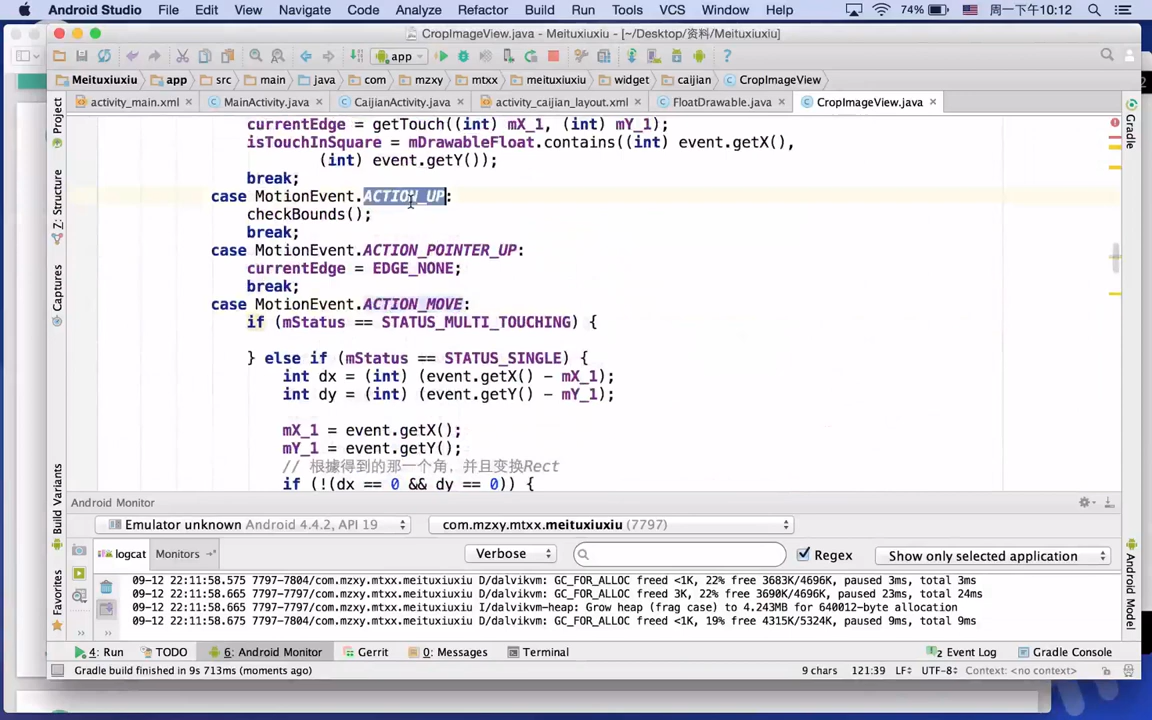 Android Studio File Edit View Navigate Code Analyze Refactor Build Run Tools VCS Window Help 74% 周一下午10:12
CropImageView.java - Meituxiuxiu - [~/Desktop/资料/Meituxiuxiu]
app
Meituxiuxiu app src main java com mzxy mtxx meituxiuxiu widget caijian CropImageView
activity_main.xml MainActivity.java CaijianActivity.java activity_caijian_layout.xml FloatDrawable.java CropImageView.java
Project
Z: Structure
Captures
Build Variants
Favorites
Gradle
Android Model
currentEdge = getTouch((int) mX_1, (int) mY_1);
isTouchInSquare = mDrawableFloat.contains((int) event.getX(),
(int) event.getY());
break;
case MotionEvent.ACTION_UP:
checkBounds();
break;
case MotionEvent.ACTION_POINTER_UP:
currentEdge = EDGE_NONE;
break;
case MotionEvent.ACTION_MOVE:
if (mStatus == STATUS_MULTI_TOUCHING) {
} else if (mStatus == STATUS_SINGLE) {
int dx = (int) (event.getX() - mX_1);
int dy = (int) (event.getY() - mY_1);
mX_1 = event.getX();
mY_1 = event.getY();
// 根據得到的那一个角，并且变换Rect
if (!(dx == 0 && dy == 0)) {
Android Monitor
Emulator unknown Android 4.4.2, API 19 com.mzxy.mtxx.meituxiuxiu (7797)
logcat Monitors Verbose Regex Show only selected application
09-12 22:11:58.575 7797-7804/com.mzxy.mtxx.meituxiuxiu D/dalvikvm: GC_FOR_ALLOC freed <1K, 22% free 3683K/4696K, paused 3ms, total 3ms
09-12 22:11:58.600 7797-7797/com.mzxy.mtxx.meituxiuxiu D/dalvikvm: GC_FOR_ALLOC freed 3K, 22% free 3690K/4696K, paused 23ms, total 24ms
09-12 22:11:58.600 7797-7797/com.mzxy.mtxx.meituxiuxiu I/dalvikvm-heap: Grow heap (frag case) to 4.243MB for 640012-byte allocation
09-12 22:11:58.621 7797-7804/com.mzxy.mtxx.meituxiuxiu D/dalvikvm: GC_FOR_ALLOC freed <1K, 19% free 4315K/5324K, paused 9ms, total 9ms
4: Run TODO 6: Android Monitor Gerrit 0: Messages Terminal 2 Event Log Gradle Console
Gradle build finished in 9s 713ms (moments ago) 9 chars 121:39 LF UTF-8 Context: <no context>